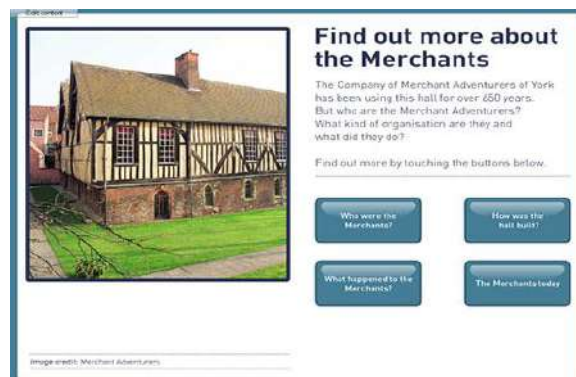 Edit content
Find out more about
the Merchants
The Company of Merchant Adventurers of York
has been using this hall for over 650 years.
But who are the Merchant Adventurers?
What kind of organisation are they and
what did they do?
Find out more by touching the buttons below.
Who were the
Merchants?
How was the
hall built?
What happened to the
Merchants?
The Merchants today
Image credit: Merchant Adventurers